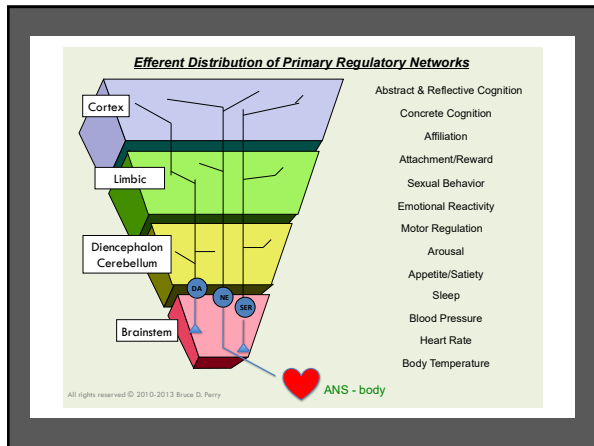 Efferent Distribution of Primary Regulatory Networks
Cortex
Limbic
Diencephalon
Cerebellum
Brainstem
DA
NE
SER
Abstract & Reflective Cognition
Concrete Cognition
Affiliation
Attachment/Reward
Sexual Behavior
Emotional Reactivity
Motor Regulation
Arousal
Appetite/Satiety
Sleep
Blood Pressure
Heart Rate
Body Temperature
ANS - body
All rights reserved © 2010-2013 Bruce D. Perry